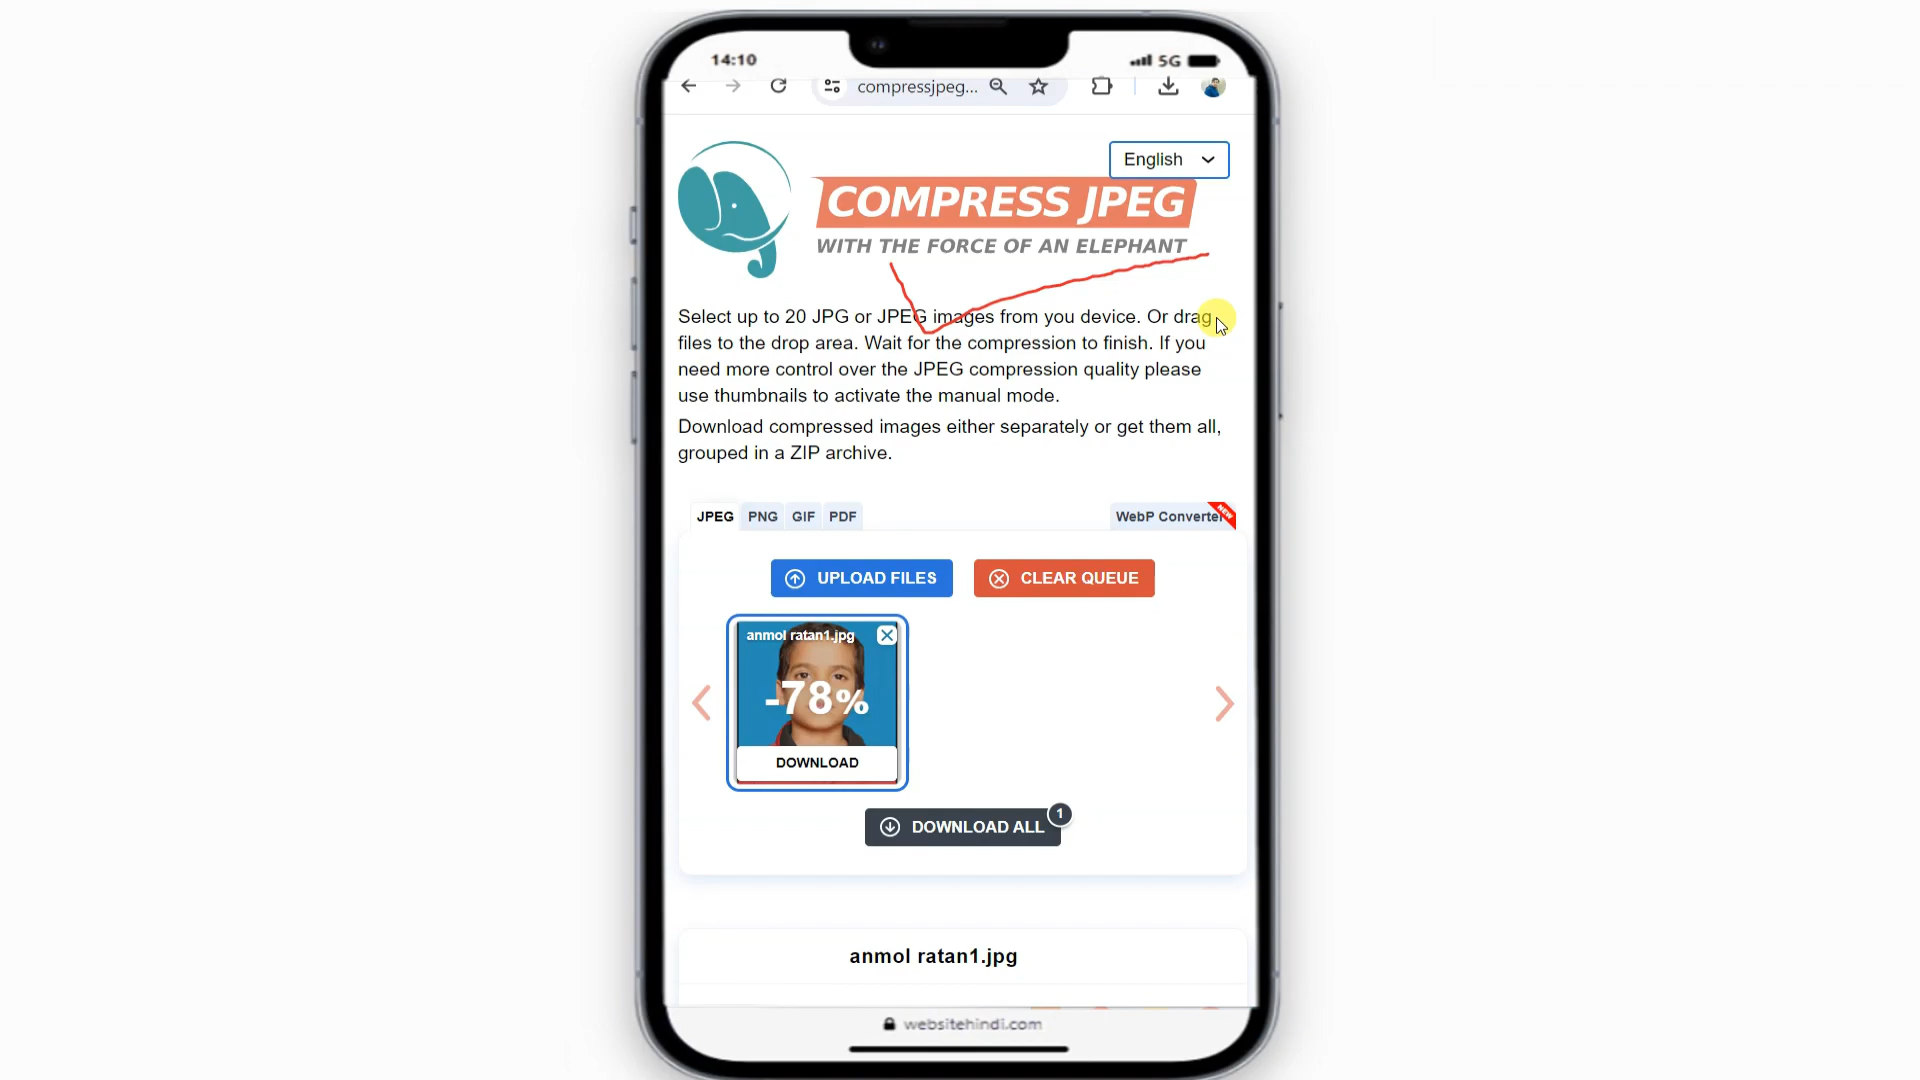 14:10
5G
compressjpeg...
English
COMPRESS JPEG
WITH THE FORCE OF AN ELEPHANT
Select up to 20 JPG or JPEG images from you device. Or drag
files to the drop area. Wait for the compression to finish. If you
need more control over the JPEG compression quality please
use thumbnails to activate the manual mode.
Download compressed images either separately or get them all,
grouped in a ZIP archive.
JPEG PNG GIF PDF WebP Converter NEW
UPLOAD FILES CLEAR QUEUE
anmol ratan1.jpg
-78%
DOWNLOAD
DOWNLOAD ALL 1
anmol ratan1.jpg
websitehindi.com